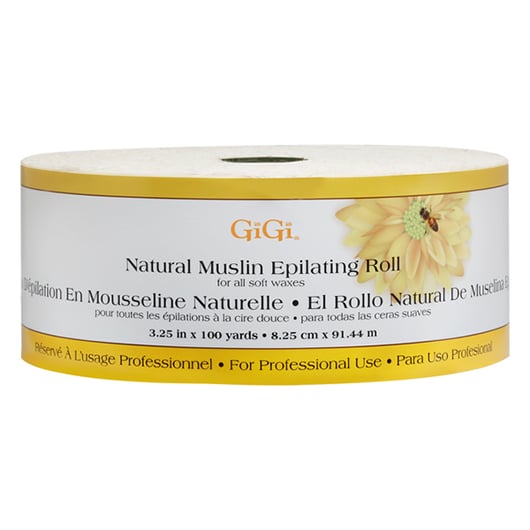 GiGi
Natural Muslin Epilating Roll
for all soft waxes
D'épilation En Mousseline Naturelle • El Rollo Natural De Muselina
pour toutes les épilations à la cire douce • para todas las ceras suaves
3.25 in x 100 yards • 8.25 cm x 91.44 m
Réservé À L'usage Professionnel • For Professional Use • Para Uso Profesional